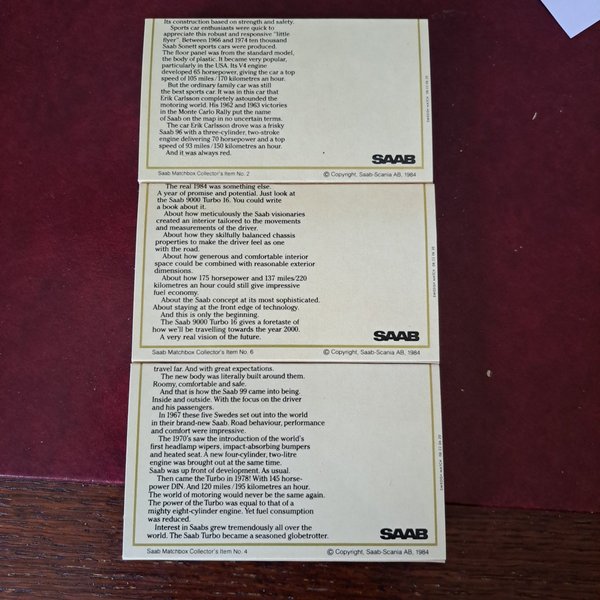 Its construction based on strength and safety.
Sports car enthusiasts were quick to
appreciate this robust and responsive "little
flyer". Between 1966 and 1974 ten thousand
Saab Sonett sports cars were produced.
The floor panel was from the standard model,
the body of plastic. It became very popular,
particularly in the USA. Its V4 engine
developed 65 horsepower, giving the car a top
speed of 105 miles/170 kilometres an hour.
But the ordinary family car was still
the best sports car. It was in this car that
Erik Carlsson completely astounded the
motoring world. His 1962 and 1963 victories
in the Monte Carlo Rally put the name
of Saab on the map in no uncertain terms.
The car Erik Carlsson drove was a frisky
Saab 96 with a three-cylinder, two-stroke
engine delivering 70 horsepower and a top
speed of 93 miles/150 kilometres an hour.
And it was always red.
SAAB
Saab Matchbox Collector's Item No. 2
© Copyright, Saab-Scania AB, 1984
The real 1984 was something else.
A year of promise and potential. Just look at
the Saab 9000 Turbo 16. You could write
a book about it.
About how meticulously the Saab visionaries
created an interior tailored to the movements
and measurements of the driver.
About how they skilfully balanced chassis
properties to make the driver feel as one
with the road.
About how generous and comfortable interior
space could be combined with reasonable exterior
dimensions.
About how 175 horsepower and 137 miles/220
kilometres an hour could still give impressive
fuel economy.
About the Saab concept at its most sophisticated.
About staying at the front edge of technology.
And this is only the beginning.
The Saab 9000 Turbo 16 gives a foretaste of
how we'll be travelling towards the year 2000.
A very real vision of the future.
SAAB
Saab Matchbox Collector's Item No. 6
© Copyright, Saab-Scania AB, 1984
travel far. And with great expectations.
The new body was literally built around them.
Roomy, comfortable and safe.
And that is how the Saab 99 came into being.
Inside and outside. With the focus on the driver
and his passengers.
In 1967 these five Swedes set out into the world
in their brand-new Saab. Road behaviour, performance
and comfort were impressive.
The 1970's saw the introduction of the world's
first headlamp wipers, impact-absorbing bumpers
and heated seat. A new four-cylinder, two-litre
engine was brought out at the same time.
Saab was up front of development. As usual.
Then came the Turbo in 1978! With 145 horse-
power DIN. And 120 miles/195 kilometres an hour.
The world of motoring would never be the same again.
The power of the Turbo was equal to that of a
mighty eight-cylinder engine. Yet fuel consumption
was reduced.
Interest in Saabs grew tremendously all over the
world. The Saab Turbo became a seasoned globetrotter.
SAAB
Saab Matchbox Collector's Item No. 4
© Copyright, Saab-Scania AB, 1984